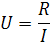 U = R/I